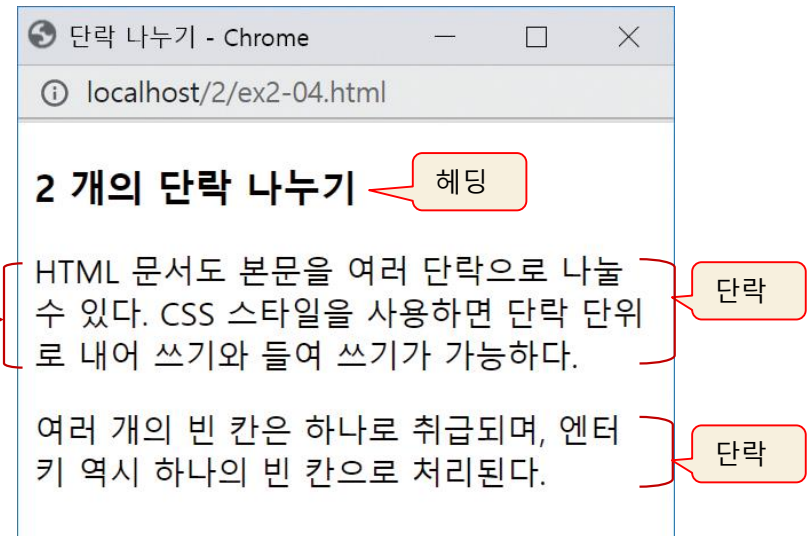 단락 나누기 - Chrome
localhost/2/ex2-04.html
2 개의 단락 나누기
헤딩
HTML 문서도 본문을 여러 단락으로 나눌
수 있다. CSS 스타일을 사용하면 단락 단위
로 내어 쓰기와 들여 쓰기가 가능하다.
단락
여러 개의 빈 칸은 하나로 취급되며, 엔터
키 역시 하나의 빈 칸으로 처리된다.
단락